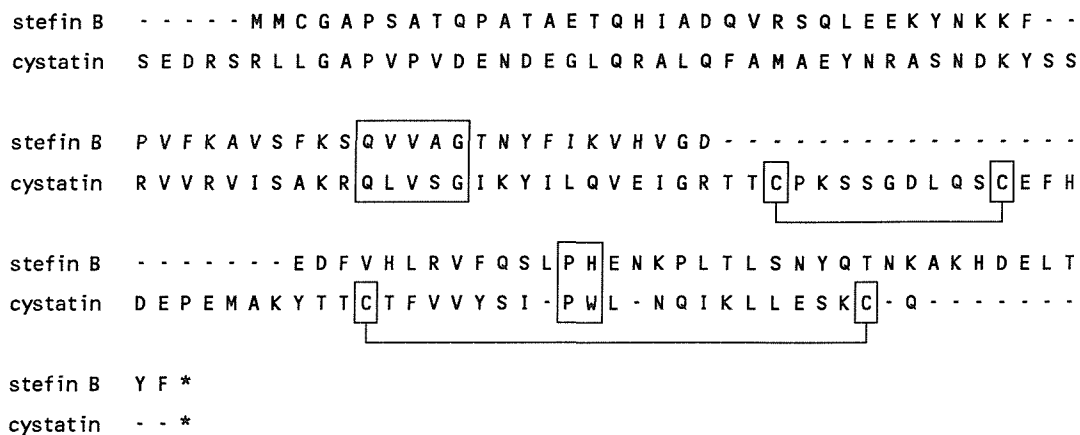 stefin B - - - - - M M C G A P S A T Q P A T A E T Q H I A D Q V R S Q L E E K Y N K K F - -
cystatin S E D R S R L L G A P V P V D E N D E G L Q R A L Q F A M A E Y N R A S N D K Y S S
stefin B P V F K A V S F K S Q V V A G T N Y F I K V H V G D - - - - - - - - - - - - - - - -
cystatin R V V R V I S A K R Q L V S G I K Y I L Q V E I G R T T C P K S S G D L Q S C E F H
stefin B - - - - - - - E D F V H L R V F Q S L P H E N K P L T L S N Y Q T N K A K H D E L T
cystatin D E P E M A K Y T T C T F V V Y S I - P W L - N Q I K L L E S K C - Q - - - - - - -
stefin B Y F *
cystatin - - *